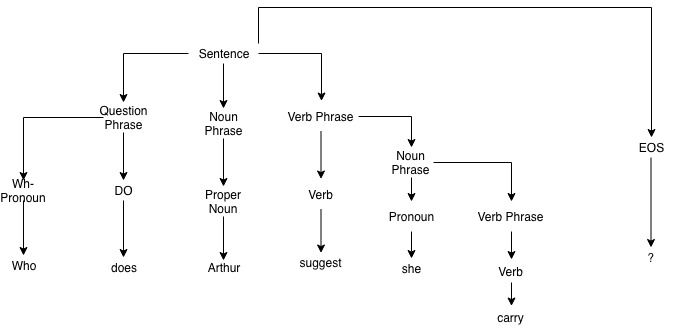 Sentence
Question
Phrase
Noun
Phrase
Verb Phrase
Noun
Phrase
EOS
Wh-
Pronoun
DO
Proper
Noun
Verb
Pronoun
Verb Phrase
Who
does
Arthur
suggest
she
Verb
?
carry